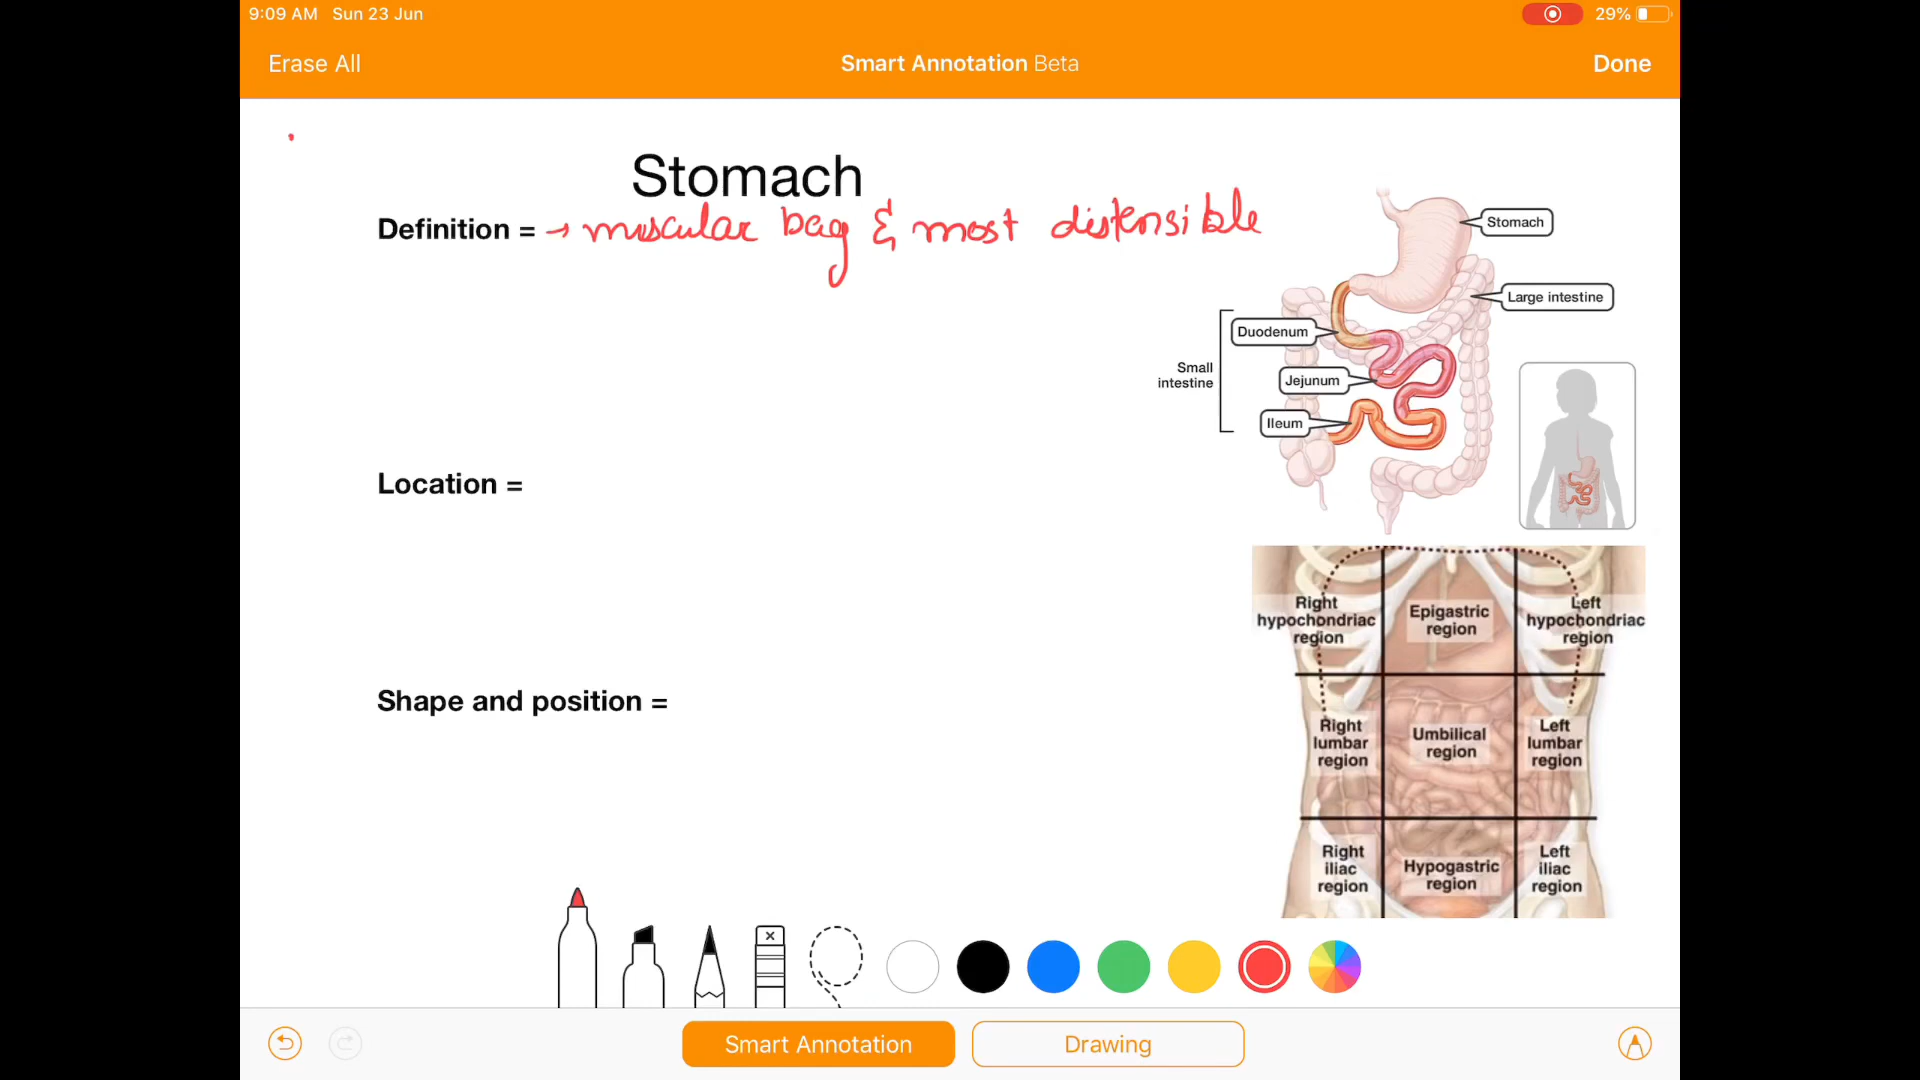 9:09 AM Sun 23 Jun 29%
Erase All Smart Annotation Beta Done
Stomach
Definition = → muscular bag & most distensible
Location =
Shape and position =
Stomach
Large intestine
Duodenum
Small
intestine
Jejunum
Ileum
Right
hypochondriac
region
Epigastric
region
Left
hypochondriac
region
Right
lumbar
region
Umbilical
region
Left
lumbar
region
Right
iliac
region
Hypogastric
region
Left
iliac
region
Smart Annotation Drawing